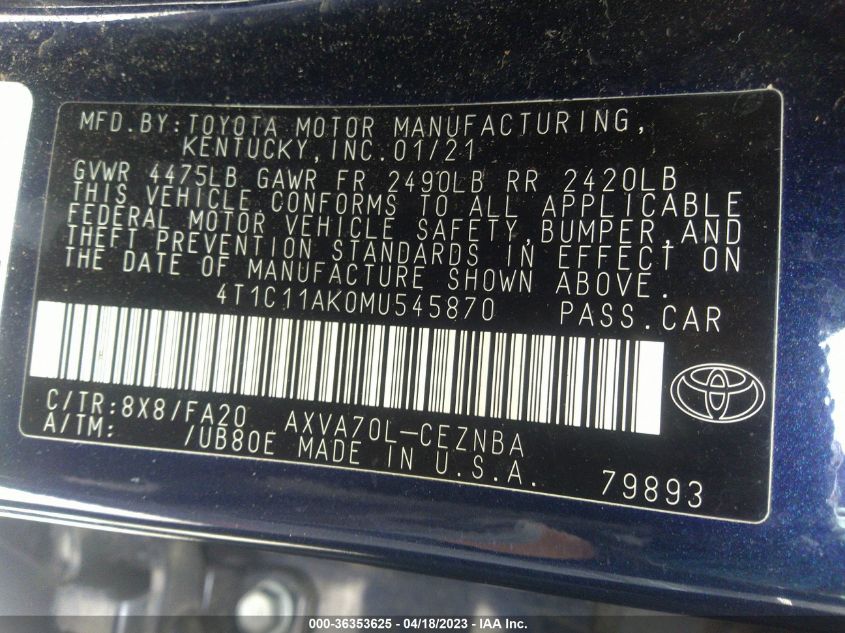 MFD.BY:TOYOTA MOTOR MANUFACTURING,
KENTUCKY,INC.01/21
GVWR 4475LB GAWR FR 2490LB RR 2420LB
THIS VEHICLE CONFORMS TO ALL APPLICABLE
FEDERAL MOTOR VEHICLE SAFETY,BUMPER,AND
THEFT PREVENTION STANDARDS IN EFFECT ON
THE DATE OF MANUFACTURE SHOWN ABOVE.
4T1C11AK0MU545870 PASS.CAR
C/TR:8X8/FA20 AXVA70L-CEZNBA
A/TM: /UB80E MADE IN U.S.A.
79893
000-36353625 - 04/18/2023 - IAA Inc.